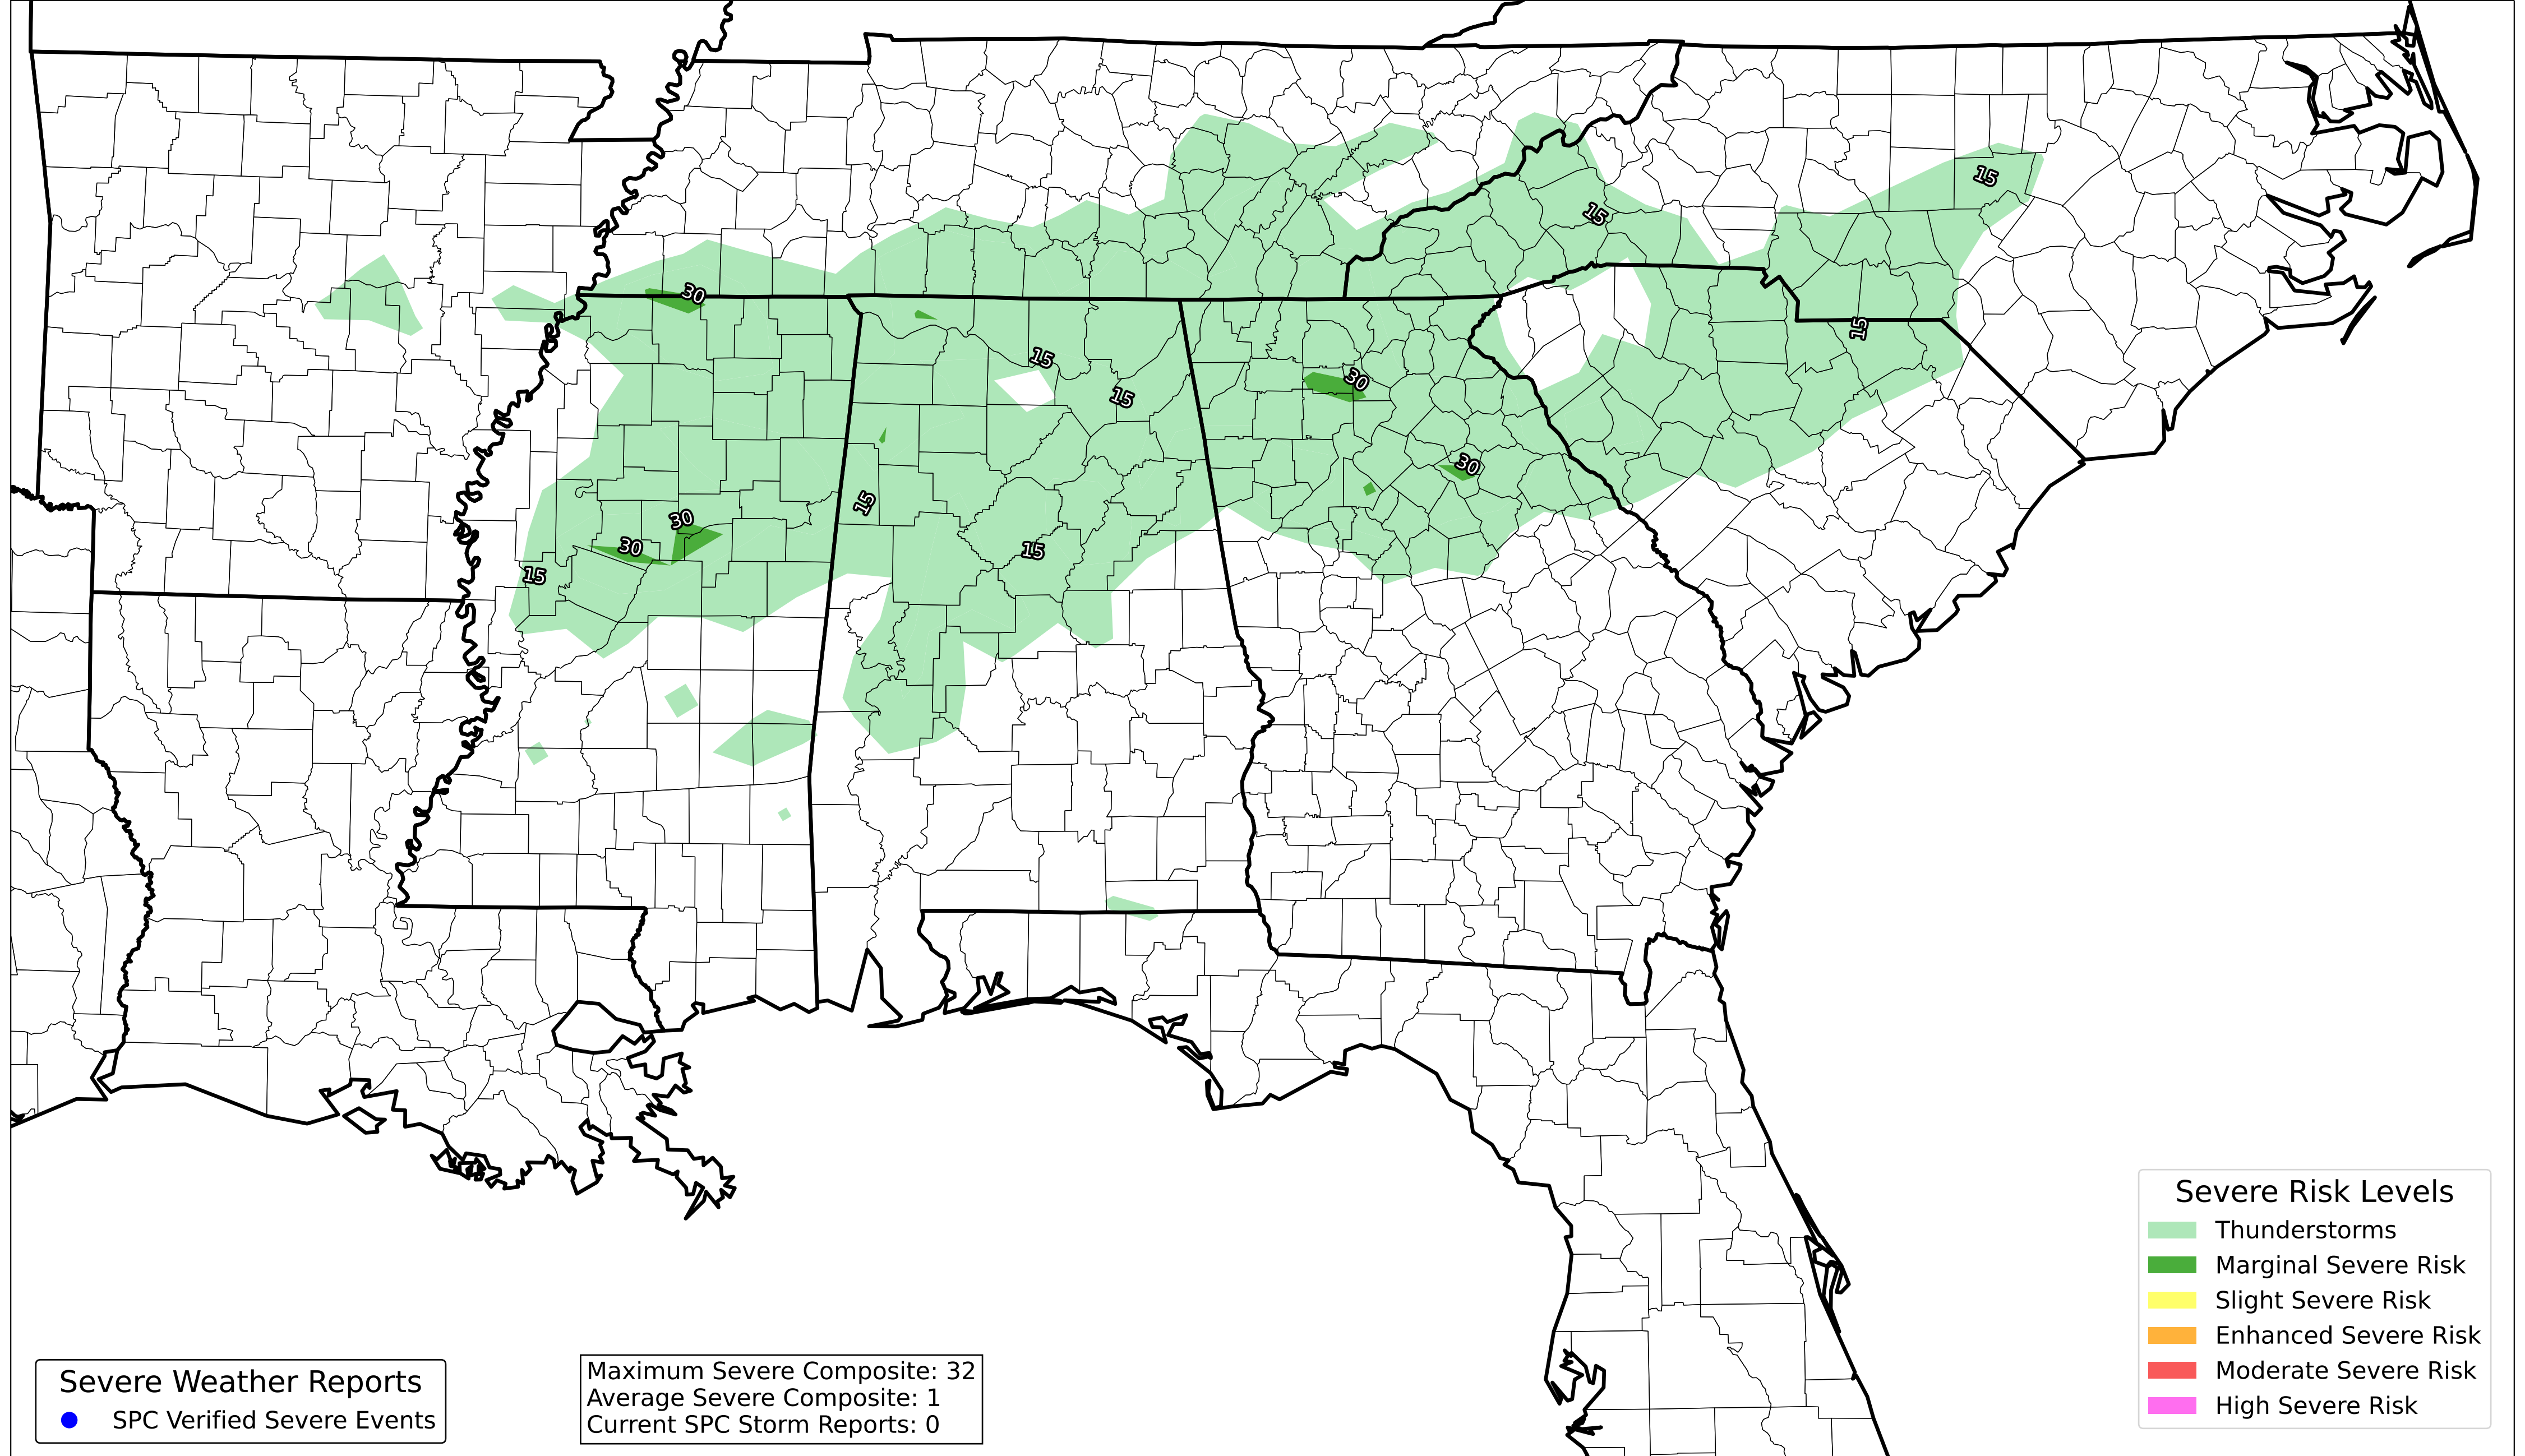 15
15
30
15
15
30
15
30
15
30
15
30
15
Severe Risk Levels
Thunderstorms
Marginal Severe Risk
Slight Severe Risk
Enhanced Severe Risk
Moderate Severe Risk
High Severe Risk
Severe Weather Reports
SPC Verified Severe Events
Maximum Severe Composite: 32
Average Severe Composite: 1
Current SPC Storm Reports: 0